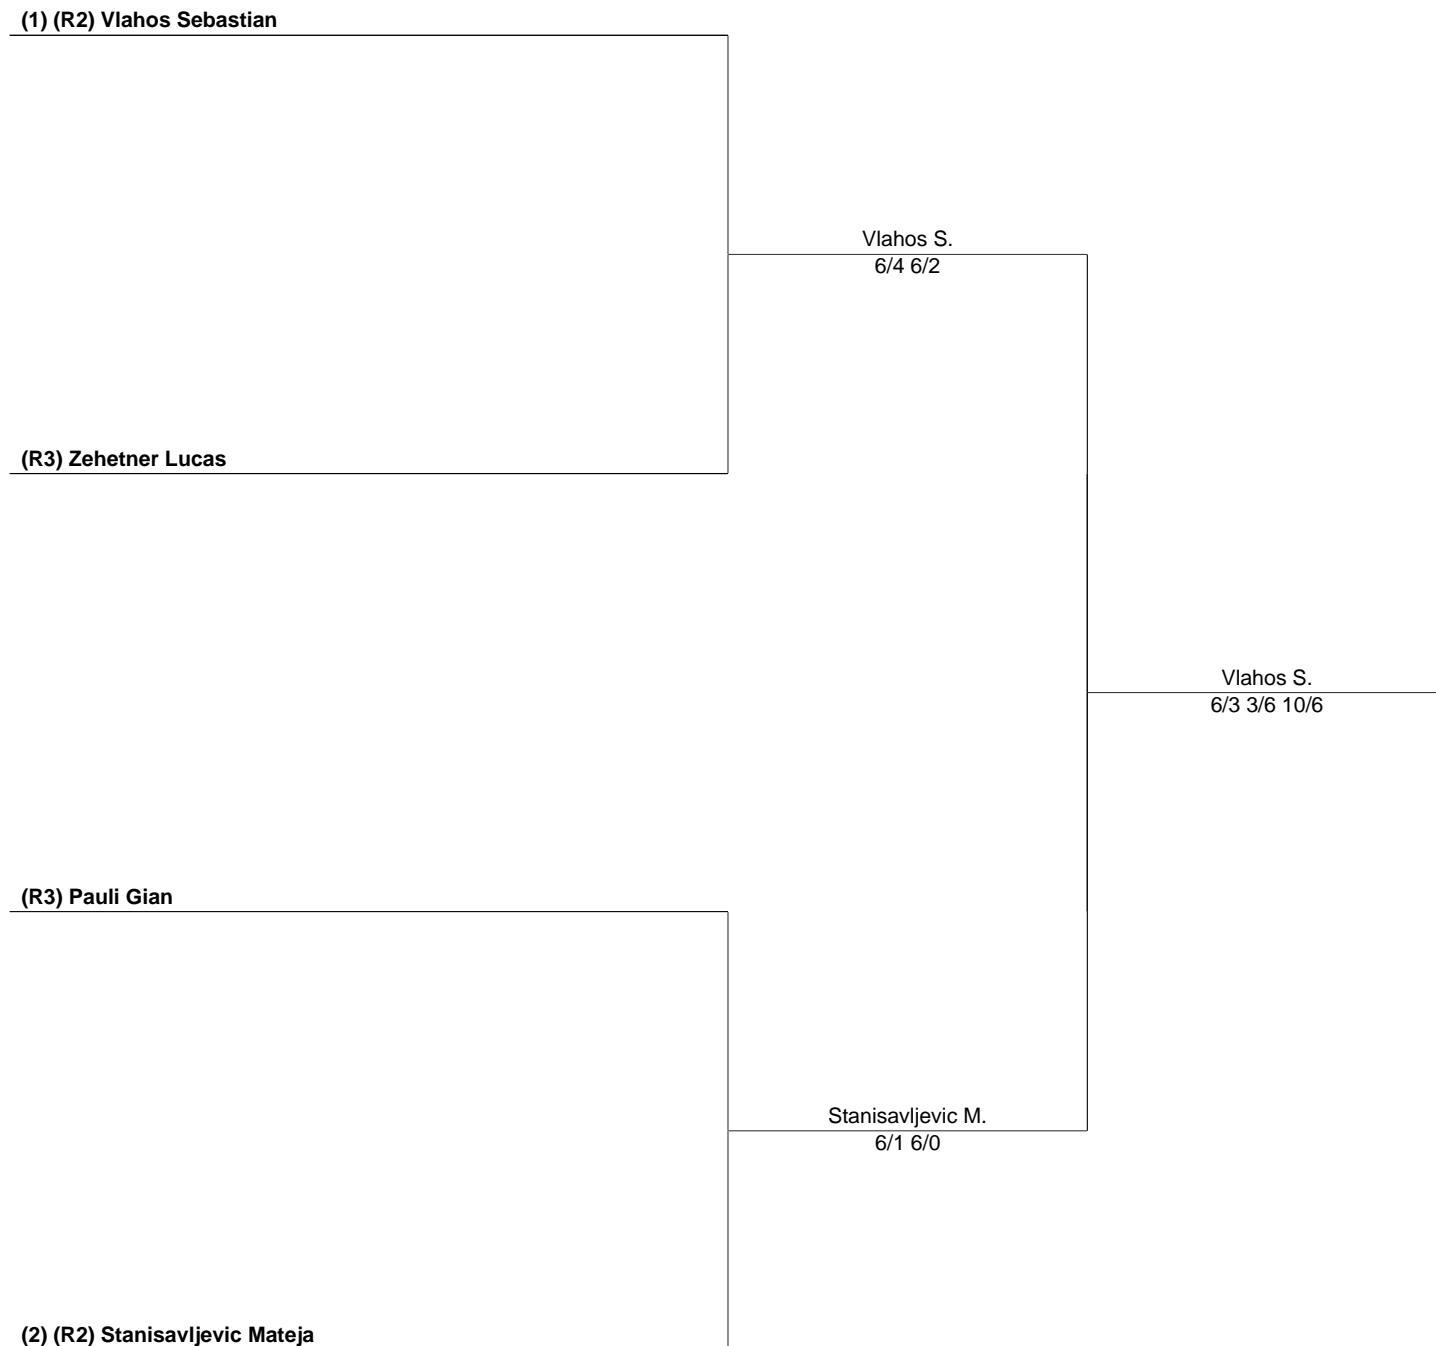 (1) (R2) Vlahos Sebastian
Vlahos S.
6/4 6/2
(R3) Zehetner Lucas
Vlahos S.
6/3 3/6 10/6
(R3) Pauli Gian
Stanisavljevic M.
6/1 6/0
(2) (R2) Stanisavljevic Mateja